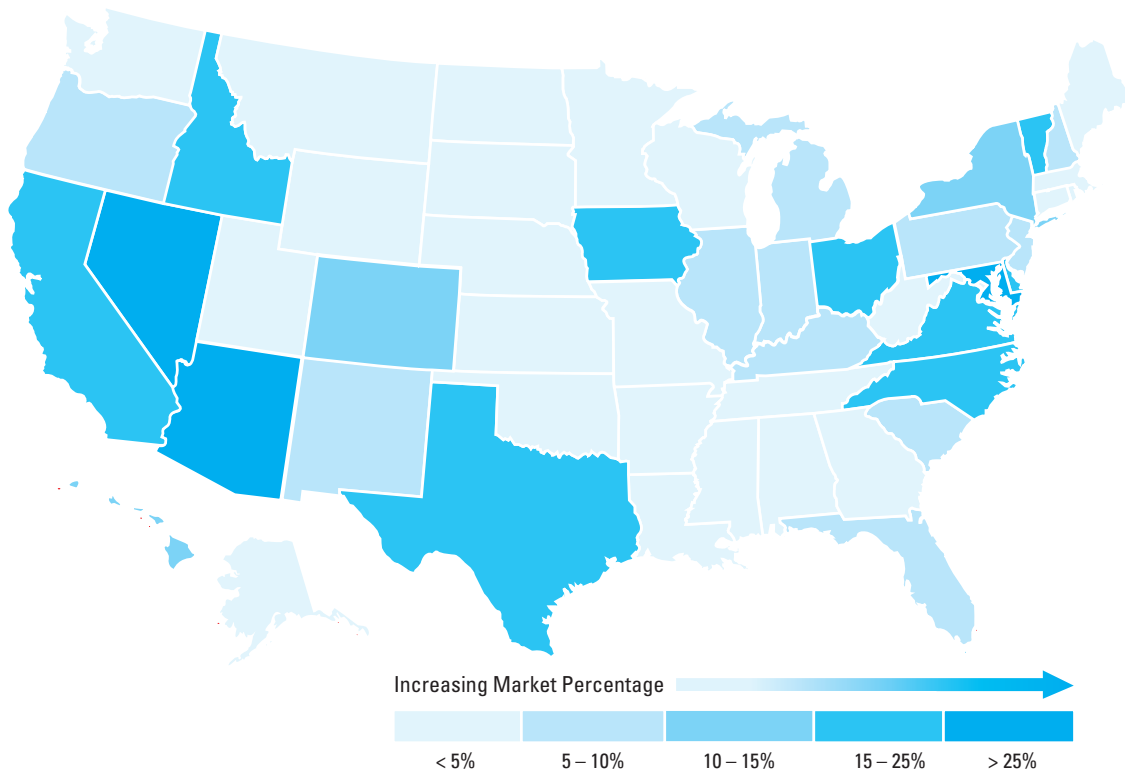 Increasing Market Percentage
< 5% 5 – 10% 10 – 15% 15 – 25% > 25%